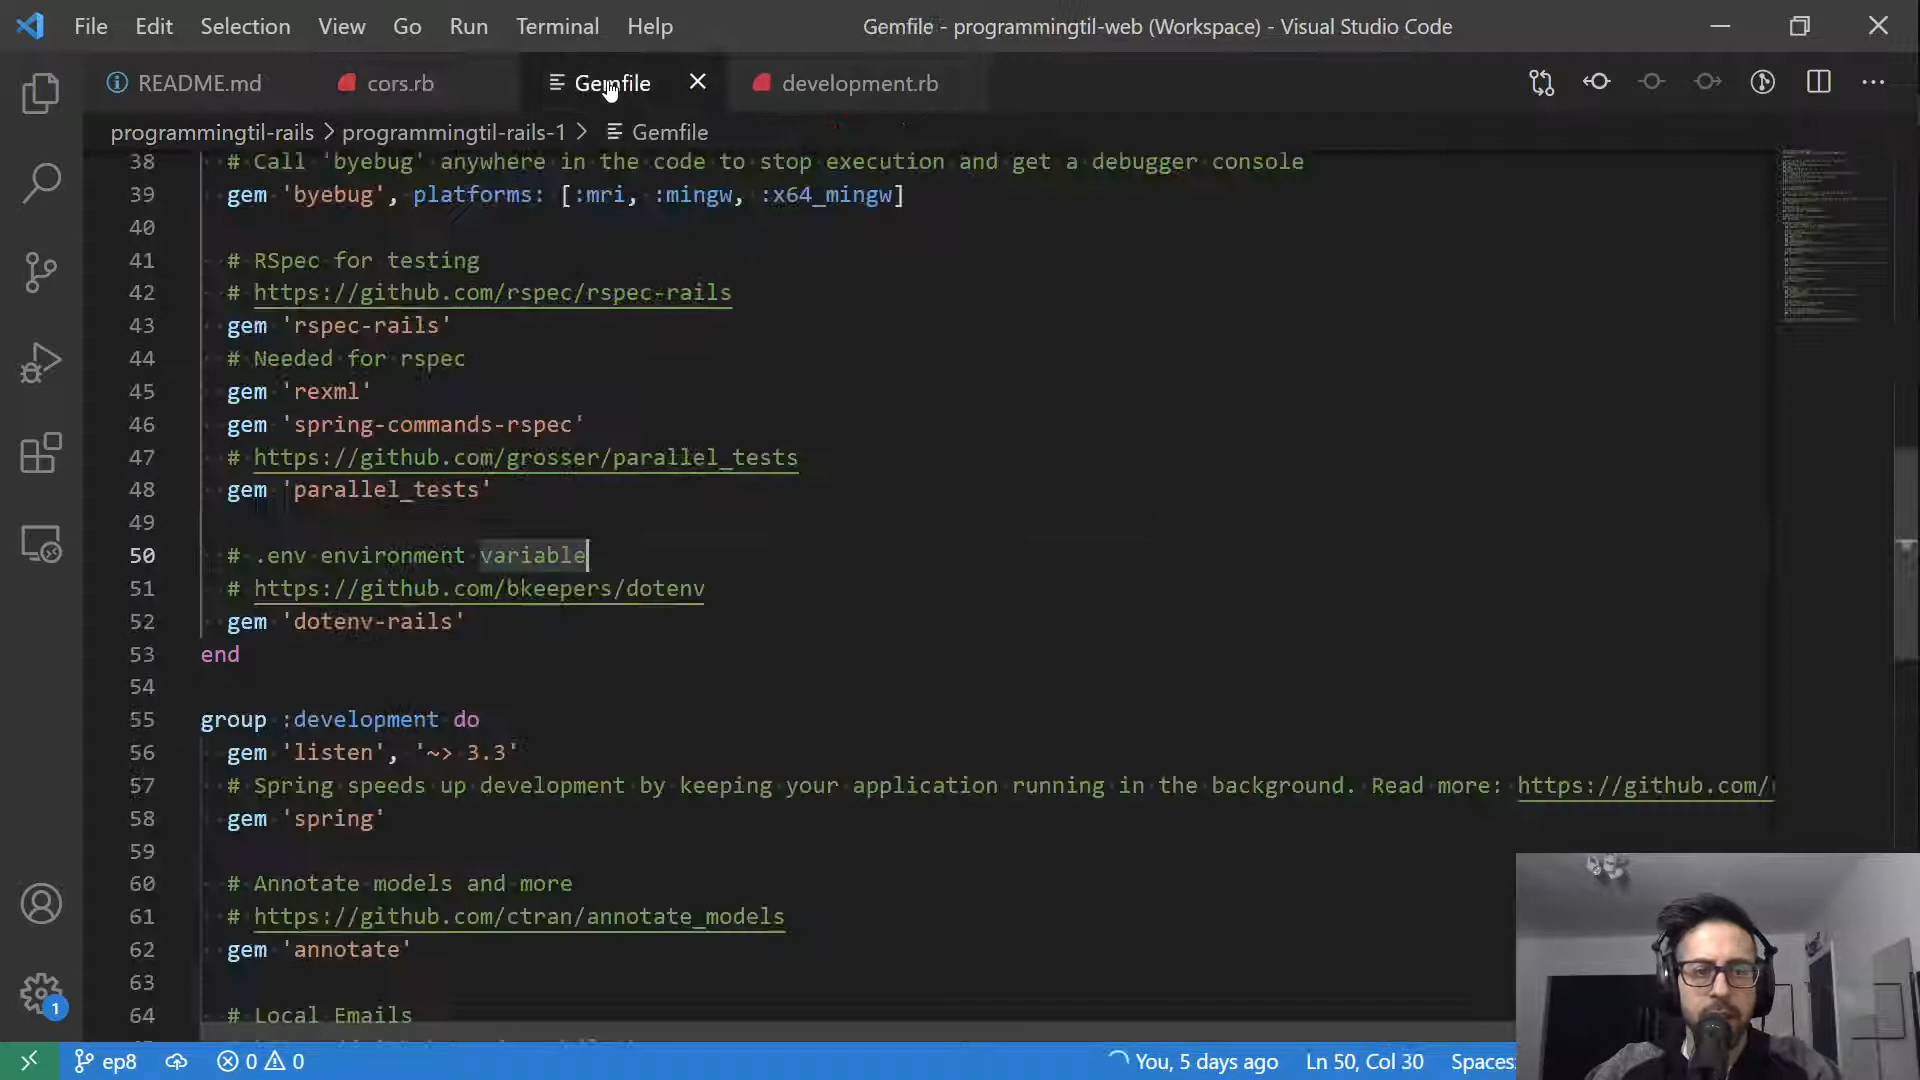 File Edit Selection View Go Run Terminal Help Gemfile - programmingtil-web (Workspace) - Visual Studio Code
README.md cors.rb Gemfile development.rb
programmingtil-rails > programmingtil-rails-1 > Gemfile
38 # Call 'byebug' anywhere in the code to stop execution and get a debugger console
39 gem 'byebug', platforms: [:mri, :mingw, :x64_mingw]
40
41 # RSpec for testing
42 # https://github.com/rspec/rspec-rails
43 gem 'rspec-rails'
44 # Needed for rspec
45 gem 'rexml'
46 gem 'spring-commands-rspec'
47 # https://github.com/grosser/parallel_tests
48 gem 'parallel_tests'
49
50 # .env environment variable
51 # https://github.com/bkeepers/dotenv
52 gem 'dotenv-rails'
53 end
54
55 group :development do
56 gem 'listen', '~> 3.3'
57 # Spring speeds up development by keeping your application running in the background. Read more: https://github.com/
58 gem 'spring'
59
60 # Annotate models and more
61 # https://github.com/ctran/annotate_models
62 gem 'annotate'
63
64 # Local Emails
1
ep8 0 0 You, 5 days ago Ln 50, Col 30 Spaces: